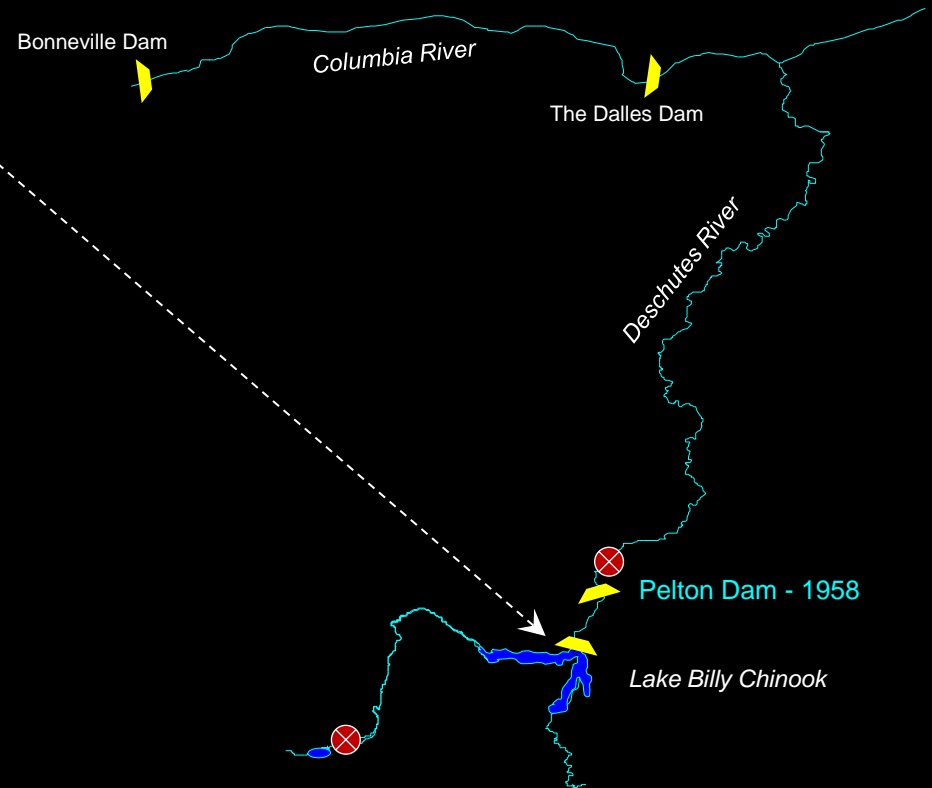 Bonneville Dam
Columbia River
The Dalles Dam
Deschutes River
Pelton Dam - 1958
Lake Billy Chinook